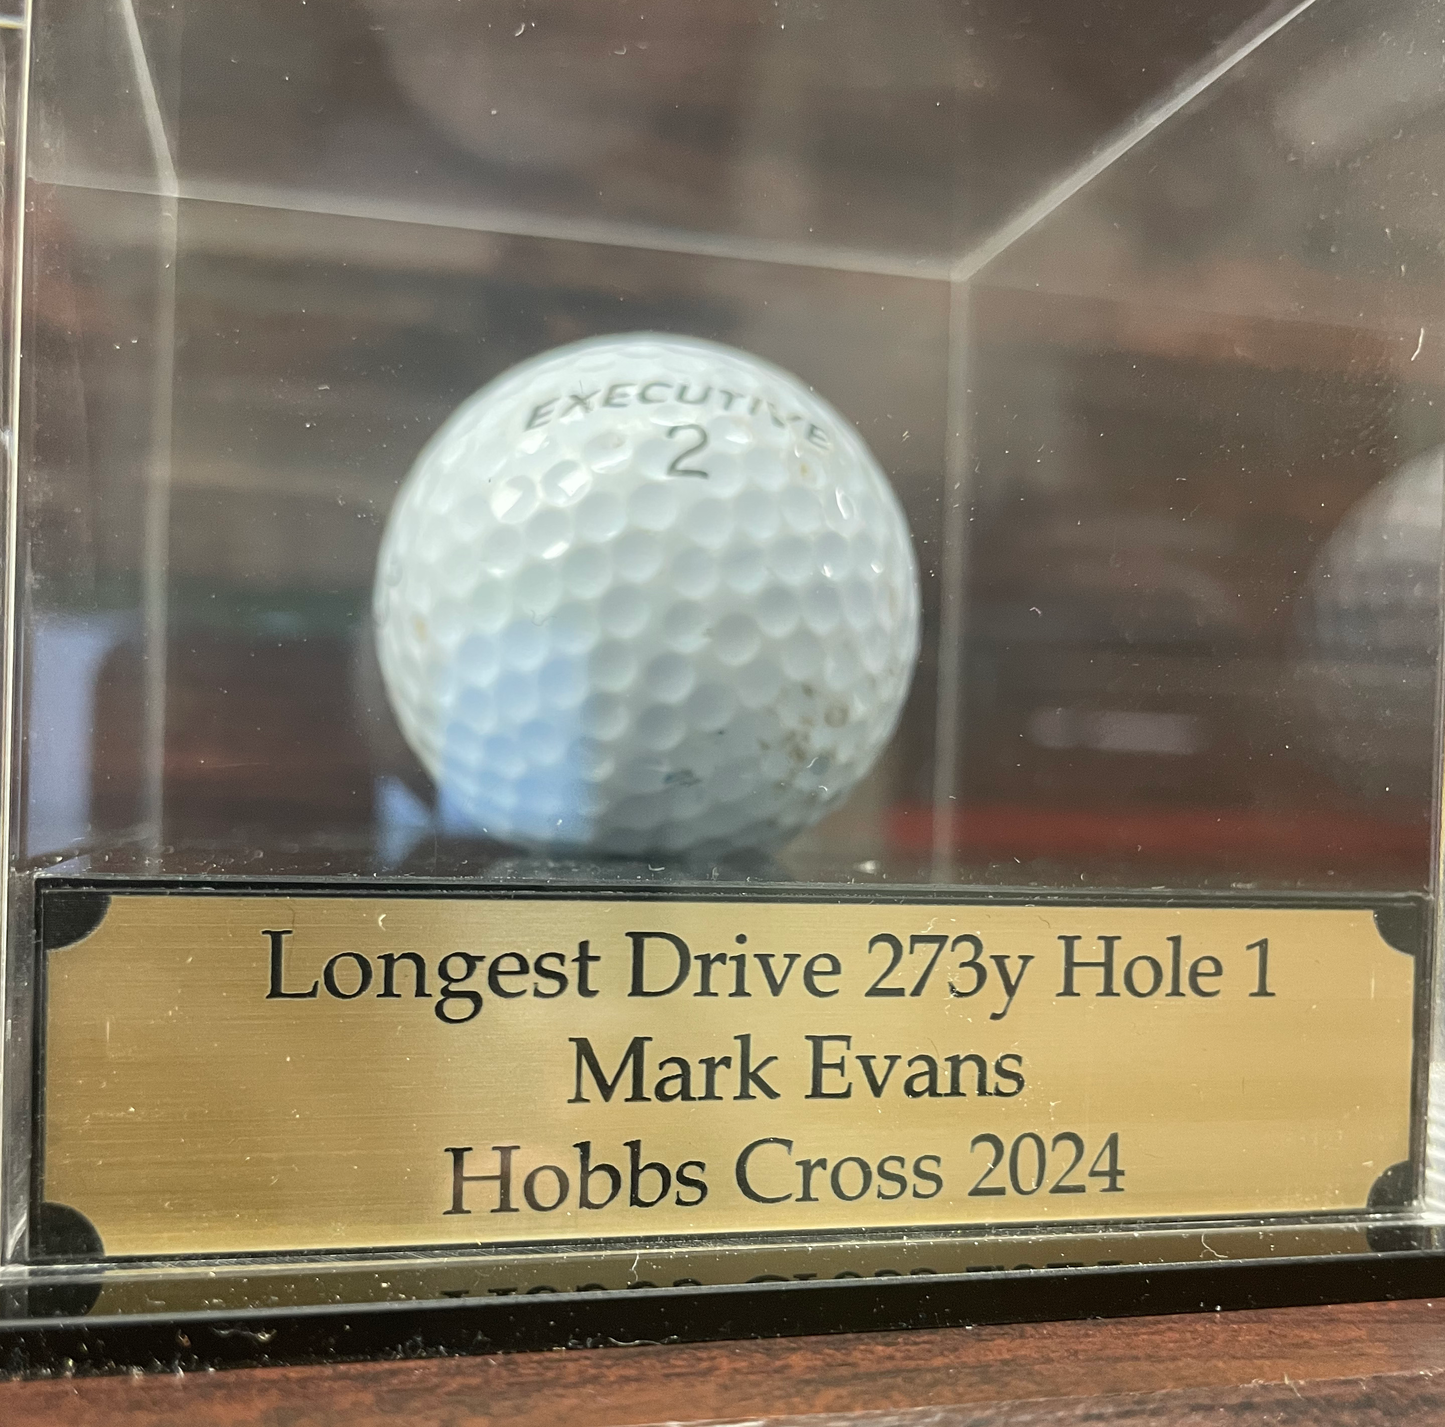 EXECUTIVE
2
Longest Drive 273y Hole 1
Mark Evans
Hobbs Cross 2024